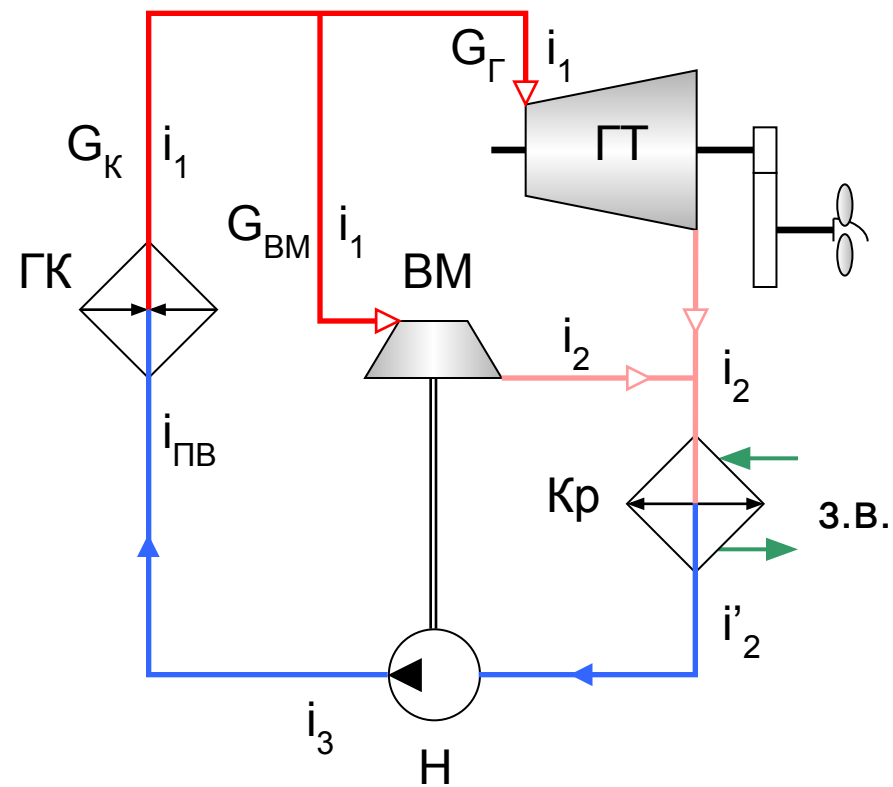 G_Г i_1
ГТ
G_К i_1
G_ВМ i_1
ГК
ВМ
i_2
i_2
i_ПВ
Кр
з.в.
i’_2
i_3
Н